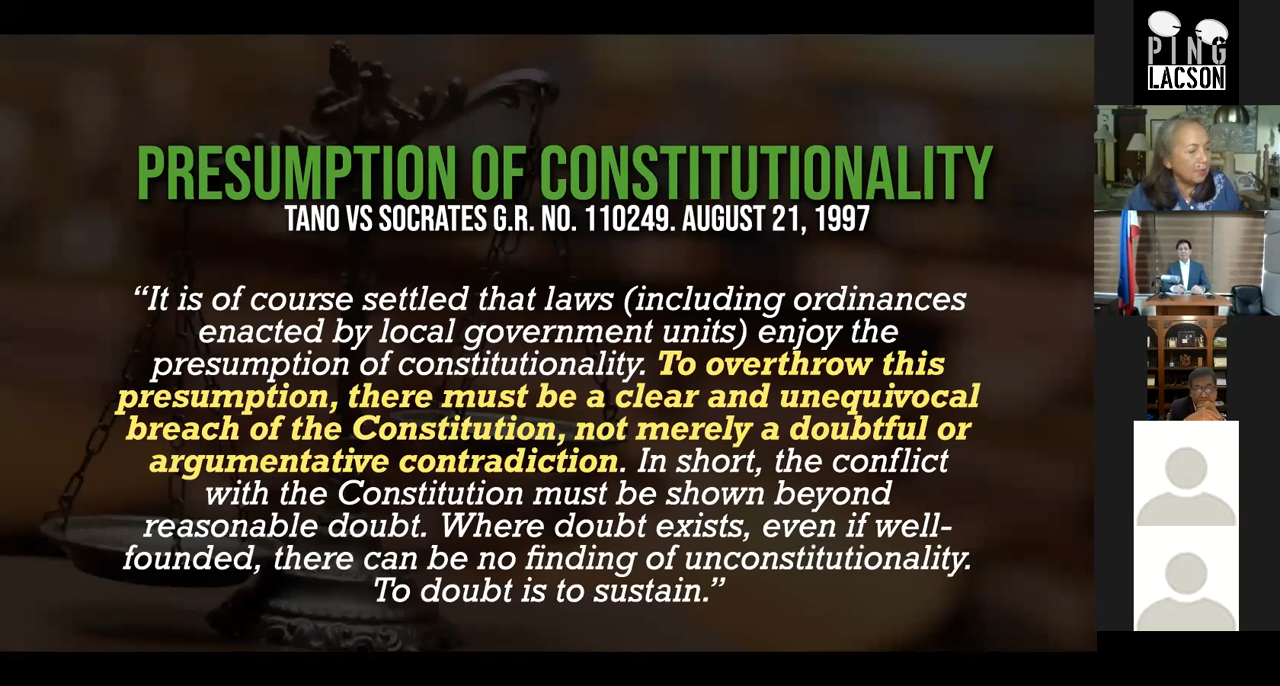 PRESUMPTION OF CONSTITUTIONALITY
TANO VS SOCRATES G.R. NO. 110249. AUGUST 21, 1997
“It is of course settled that laws (including ordinances
enacted by local government units) enjoy the
presumption of constitutionality. To overthrow this
presumption, there must be a clear and unequivocal
breach of the Constitution, not merely a doubtful or
argumentative contradiction. In short, the conflict
with the Constitution must be shown beyond
reasonable doubt. Where doubt exists, even if well-
founded, there can be no finding of unconstitutionality.
To doubt is to sustain.”
PING
LACSON